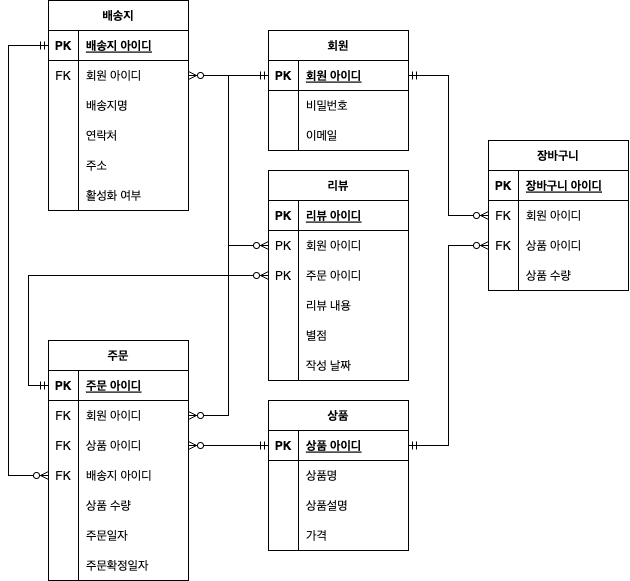 배송지
PK 배송지 아이디
FK 회원 아이디
배송지명
연락처
주소
활성화 여부
회원
PK 회원 아이디
비밀번호
이메일
리뷰
PK 리뷰 아이디
PK 회원 아이디
PK 주문 아이디
리뷰 내용
별점
작성 날짜
장바구니
PK 장바구니 아이디
FK 회원 아이디
FK 상품 아이디
상품 수량
주문
PK 주문 아이디
FK 회원 아이디
FK 상품 아이디
FK 배송지 아이디
상품 수량
주문일자
주문확정일자
상품
PK 상품 아이디
상품명
상품설명
가격